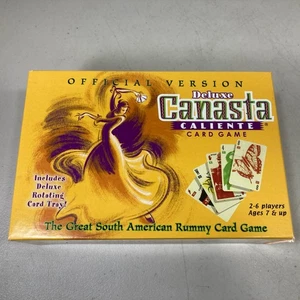 OFFICIAL VERSION
Deluxe
Canasta
CALIENTE
CARD GAME
Includes
Deluxe
Rotating
Card Tray!
2-6 players
Ages 7 & up
The Great South American Rummy Card Game